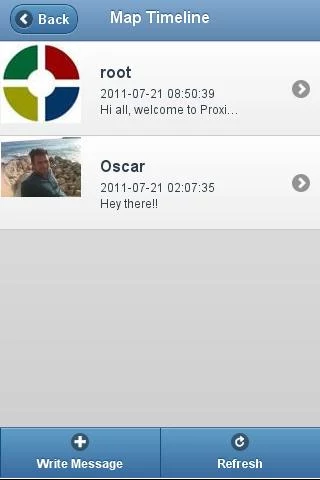 Back
Map Timeline
root
2011-07-21 08:50:39
Hi all, welcome to Proxi...
Oscar
2011-07-21 02:07:35
Hey there!!
Write Message
Refresh